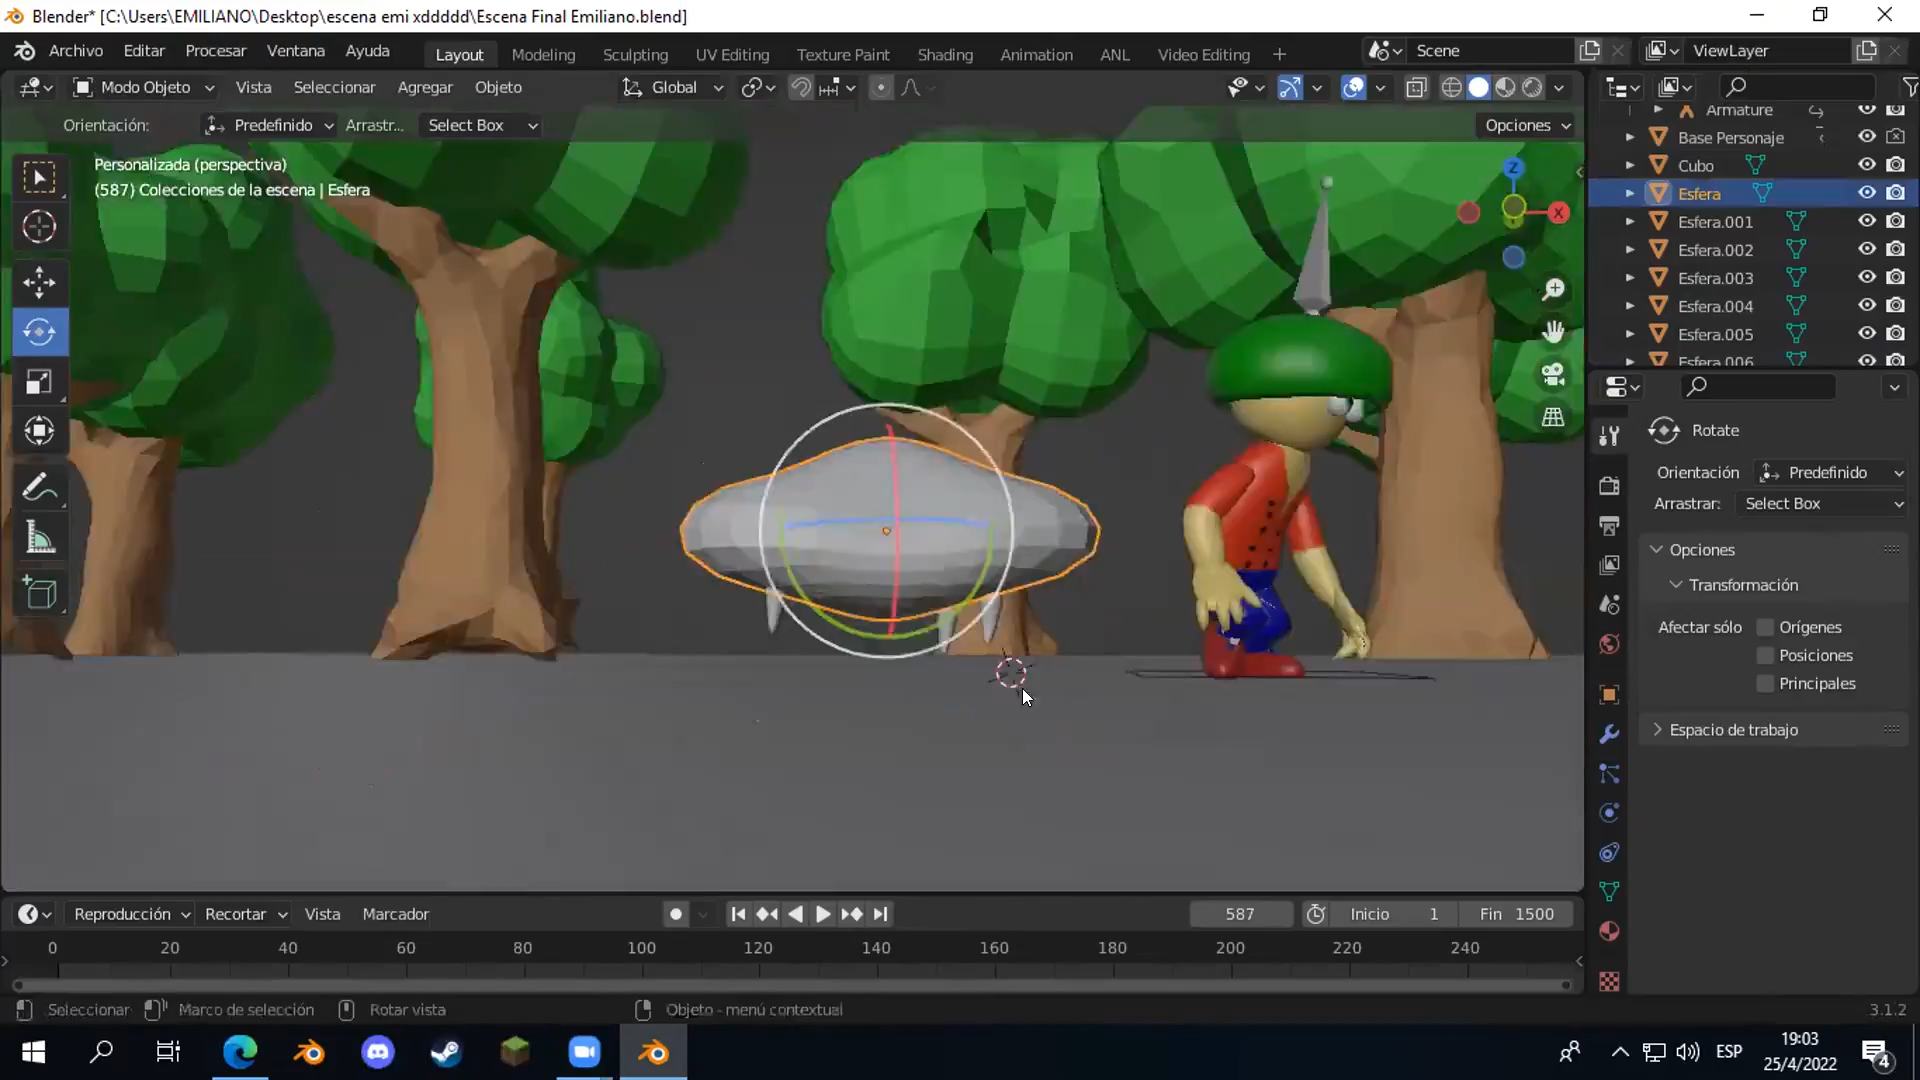 Blender* [C:\Users\EMILIANO\Desktop\escena emi xddddd\Escena Final Emiliano.blend]
Archivo Editar Procesar Ventana Ayuda Layout Modeling Sculpting UV Editing Texture Paint Shading Animation ANL Video Editing + Scene ViewLayer
Modo Objeto Vista Seleccionar Agregar Objeto Global
Orientación: Predefinido Arrastr... Select Box Opciones
Personalizada (perspectiva)
(587) Colecciones de la escena | Esfera
Z
X
Armature
Base Personaje
Cubo
Esfera
Esfera.001
Esfera.002
Esfera.003
Esfera.004
Esfera.005
Esfera.006
Rotate
Orientación Predefinido
Arrastrar: Select Box
Opciones
Transformación
Afectar sólo Orígenes
Posiciones
Principales
Espacio de trabajo
Reproducción Recortar Vista Marcador 587 Inicio 1 Fin 1500
0 20 40 60 80 100 120 140 160 180 200 220 240
Seleccionar Marco de selección Rotar vista Objeto - menú contextual 3.1.2
ESP
19:03
25/4/2022
4